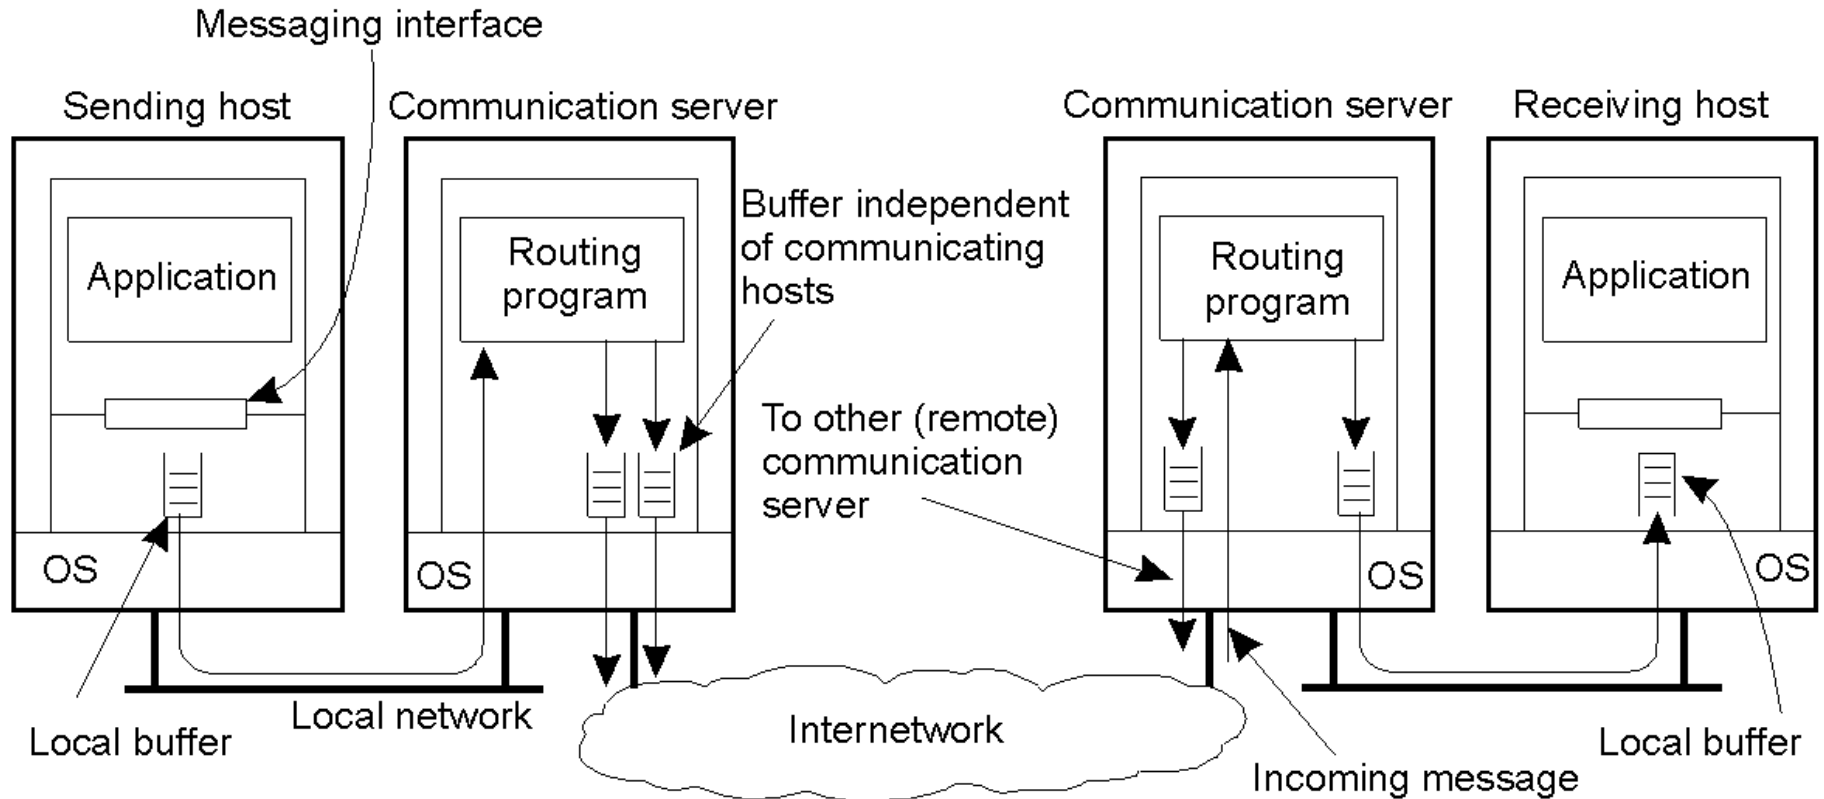 Messaging interface
Sending host
Communication server
Communication server
Receiving host
Application
Routing
program
Buffer independent
of communicating
hosts
Routing
program
Application
To other (remote)
communication
server
OS
OS
OS
OS
Local network
Local buffer
Internetwork
Incoming message
Local buffer